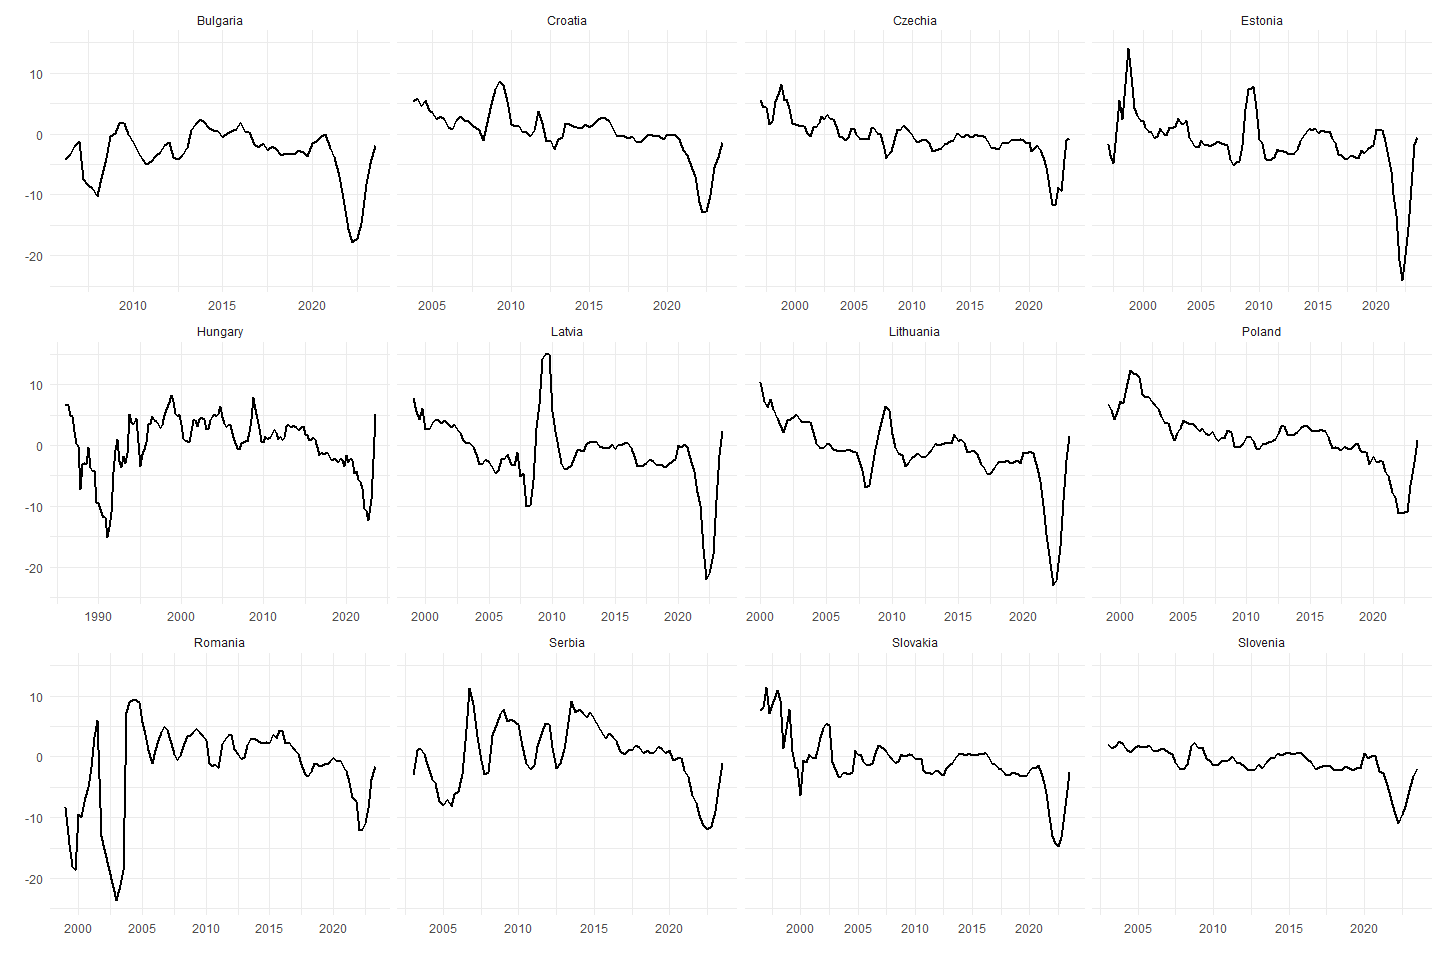 Bulgaria Croatia Czechia Estonia
10
0
-10
-20
2010 2015 2020 2005 2010 2015 2020 2000 2005 2010 2015 2020 2000 2005 2010 2015 2020
Hungary Latvia Lithuania Poland
10
0
-10
-20
1990 2000 2010 2020 2000 2005 2010 2015 2020 2000 2005 2010 2015 2020 2000 2005 2010 2015 2020
Romania Serbia Slovakia Slovenia
10
0
-10
-20
2000 2005 2010 2015 2020 2005 2010 2015 2020 2000 2005 2010 2015 2020 2005 2010 2015 2020